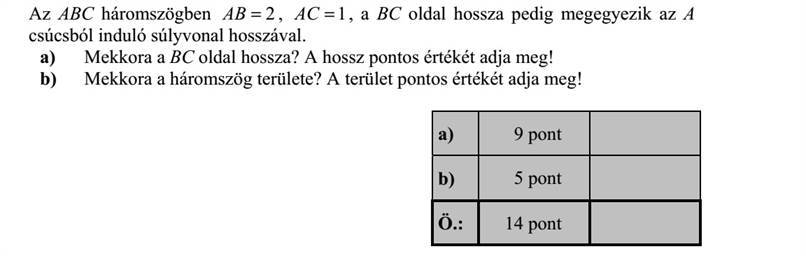 Az ABC háromszögben AB = 2, AC = 1, a BC oldal hossza pedig megegyezik az A
csúcsból induló súlyvonal hosszával.
a) Mekkora a BC oldal hossza? A hossz pontos értékét adja meg!
b) Mekkora a háromszög területe? A terület pontos értékét adja meg!
a) 9 pont
b) 5 pont
Ö.: 14 pont